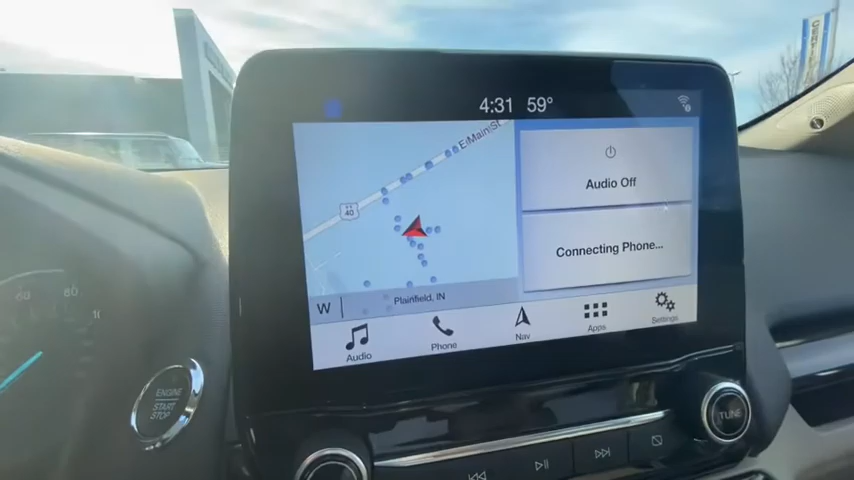 4:31 59°
E Main St
40
Audio Off
Connecting Phone...
W
Plainfield, IN
Audio
Phone
Nav
Apps
Settings
ENGINE
START
STOP
TUNE
80